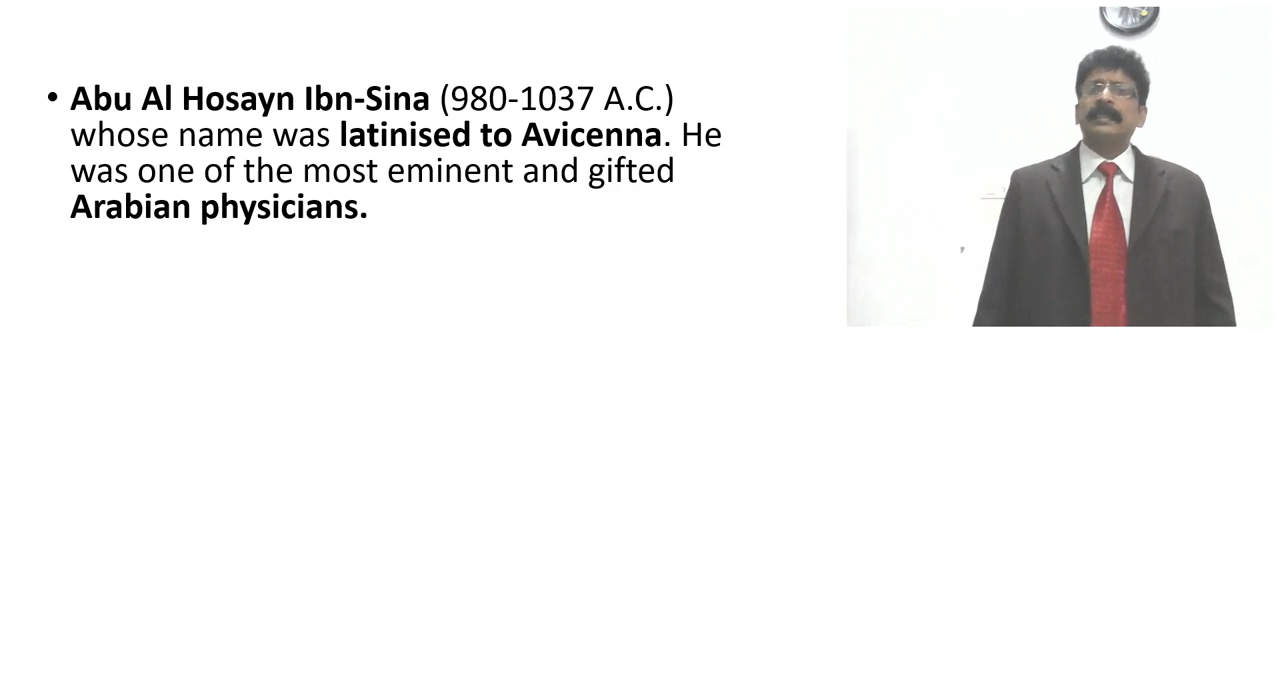 • Abu Al Hosayn Ibn-Sina (980-1037 A.C.)
whose name was latinised to Avicenna. He
was one of the most eminent and gifted
Arabian physicians.